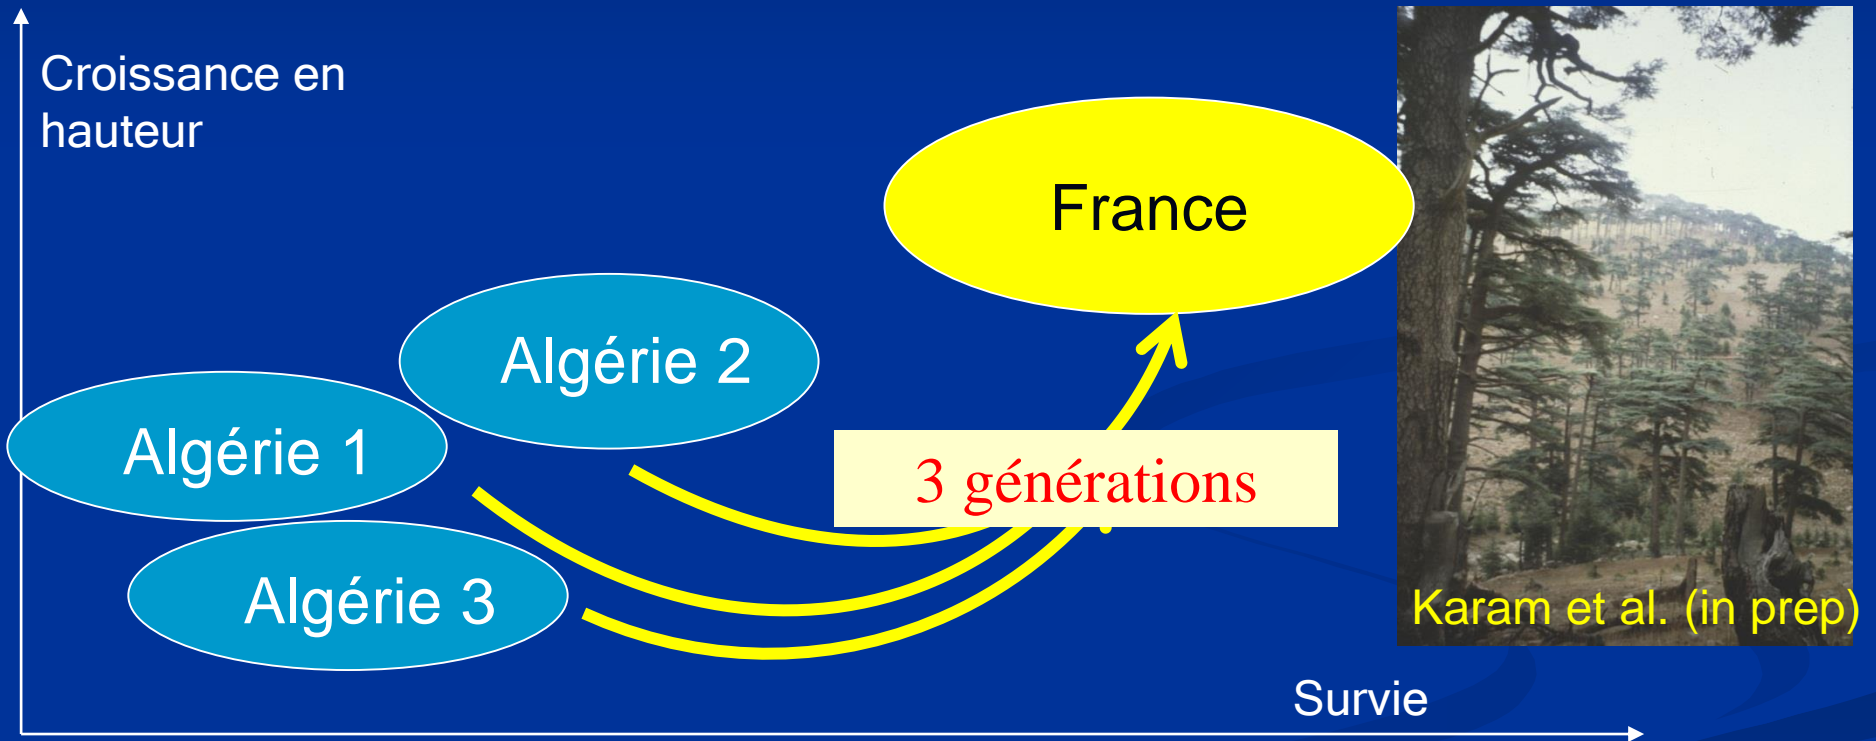 Croissance en
hauteur
France
Algérie 2
Algérie 1
3 générations
Algérie 3
Karam et al. (in prep)
Survie